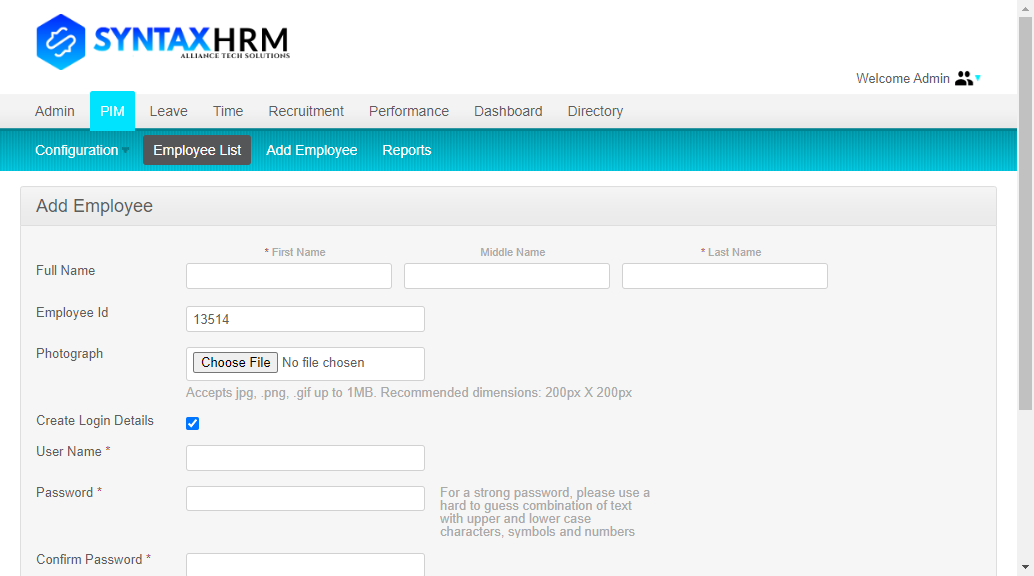 SYNTAXHRM
ALLIANCE TECH SOLUTIONS
Welcome Admin
Admin PIM Leave Time Recruitment Performance Dashboard Directory
Configuration Employee List Add Employee Reports
Add Employee
* First Name Middle Name * Last Name
Full Name
Employee Id 13514
Photograph Choose File No file chosen
Accepts jpg, .png, .gif up to 1MB. Recommended dimensions: 200px X 200px
Create Login Details
User Name *
Password * For a strong password, please use a
hard to guess combination of text
with upper and lower case
characters, symbols and numbers
Confirm Password *